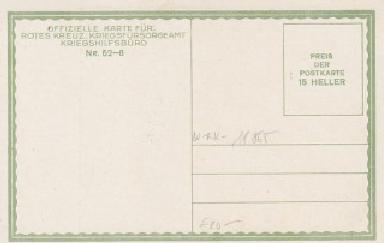 OFFIZIELLE KARTE FÜR:
ROTES KREUZ, KRIEGSFÜRSORGEAMT
KRIEGSHILFSBÜRO
Nr. 62-6
PREIS
DER
POSTKARTE
15 HELLER